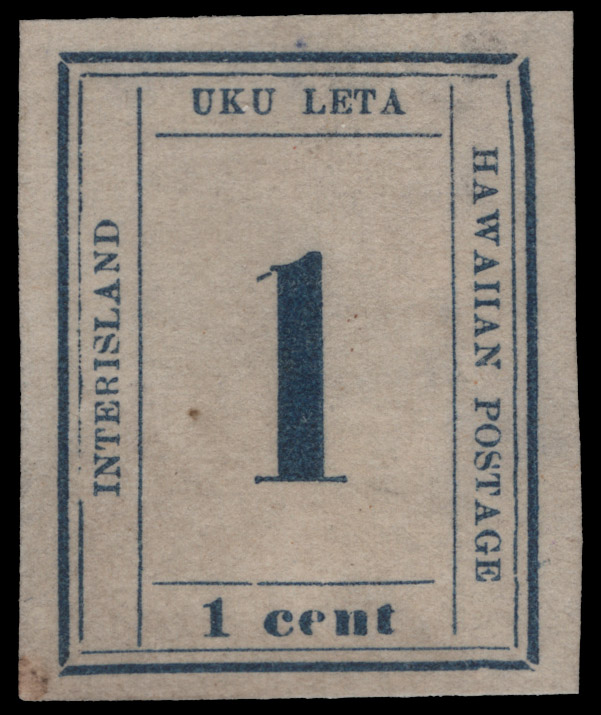 UKU LETA
INTERISLAND
1
HAWAIIAN POSTAGE
1 cent